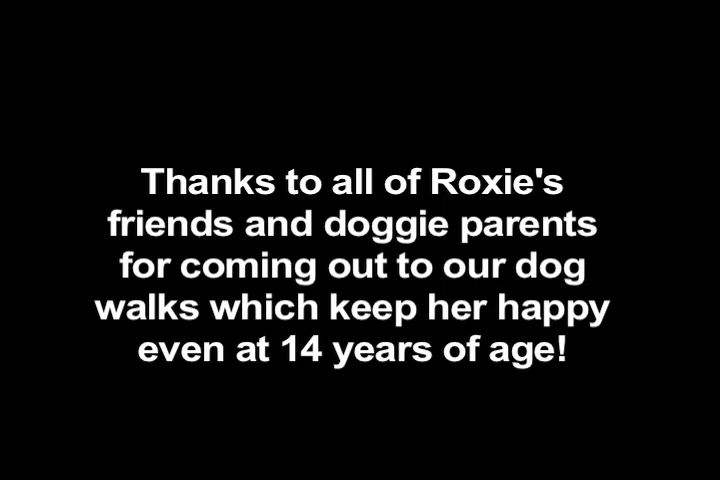 Thanks to all of Roxie's
friends and doggie parents
for coming out to our dog
walks which keep her happy
even at 14 years of age!